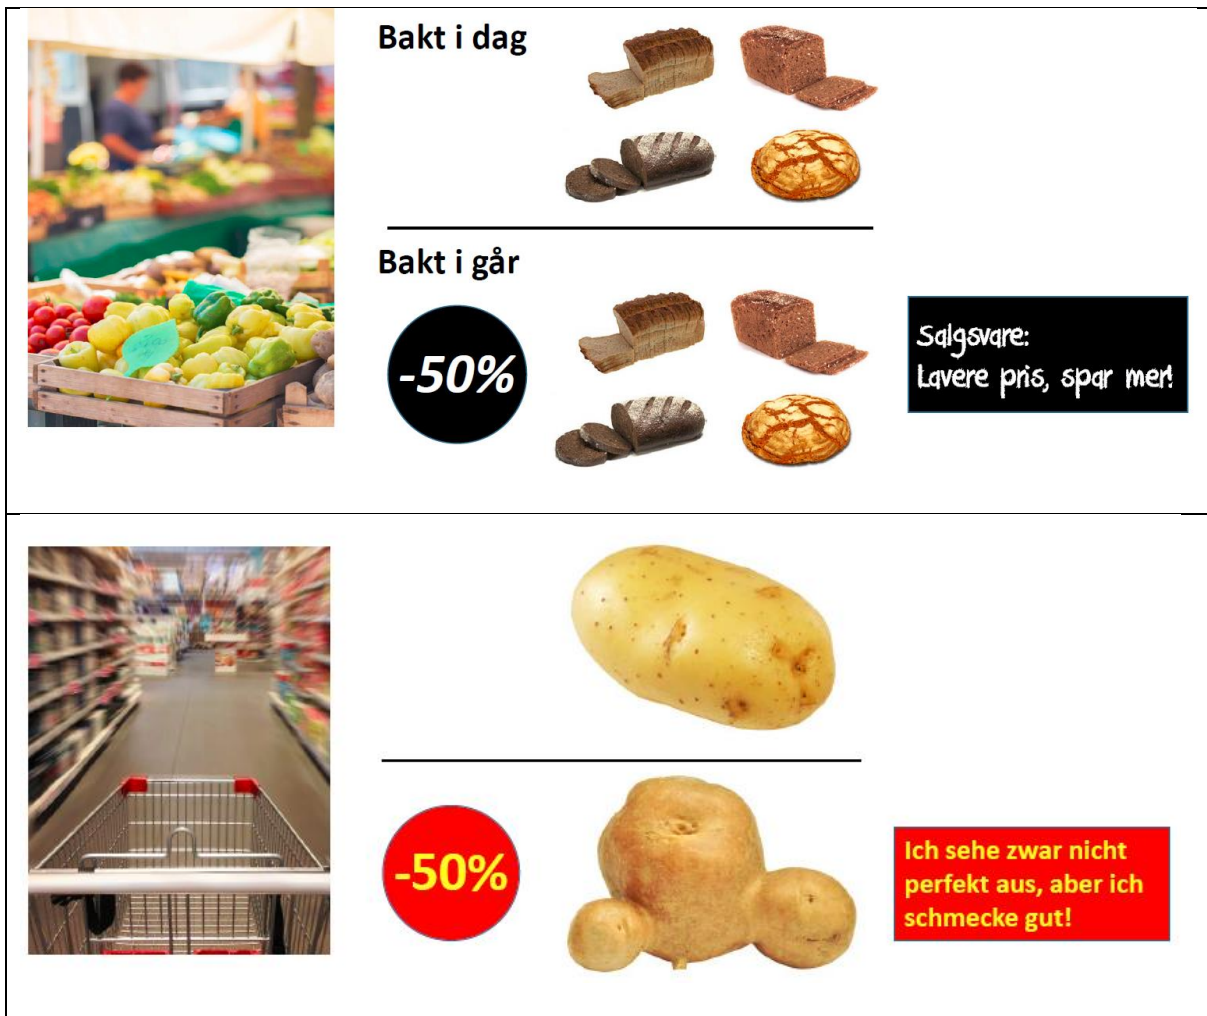 Bakt i dag
Bakt i går
-50%
Salgsvare:
Lavere pris, spar mer!
-50%
Ich sehe zwar nicht
perfekt aus, aber ich
schmecke gut!